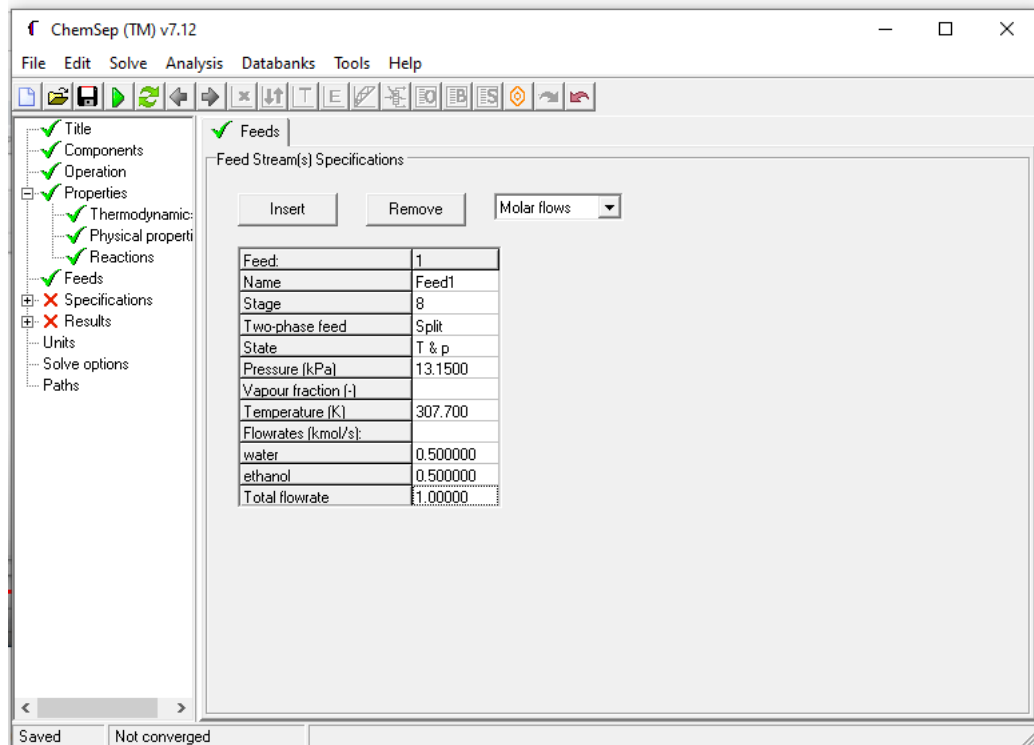 ChemSep (TM) v7.12
File Edit Solve Analysis Databanks Tools Help
Title
Components
Operation
Properties
Thermodynamic
Physical properti
Reactions
Feeds
Specifications
Results
Units
Solve options
Paths
Feeds
Feed Stream(s) Specifications
Insert Remove Molar flows
Feed: 1
Name Feed1
Stage 8
Two-phase feed Split
State T & p
Pressure (kPa) 13.1500
Vapour fraction (-)
Temperature (K) 307.700
Flowrates (kmol/s):
water 0.500000
ethanol 0.500000
Total flowrate 1.00000
Saved Not converged